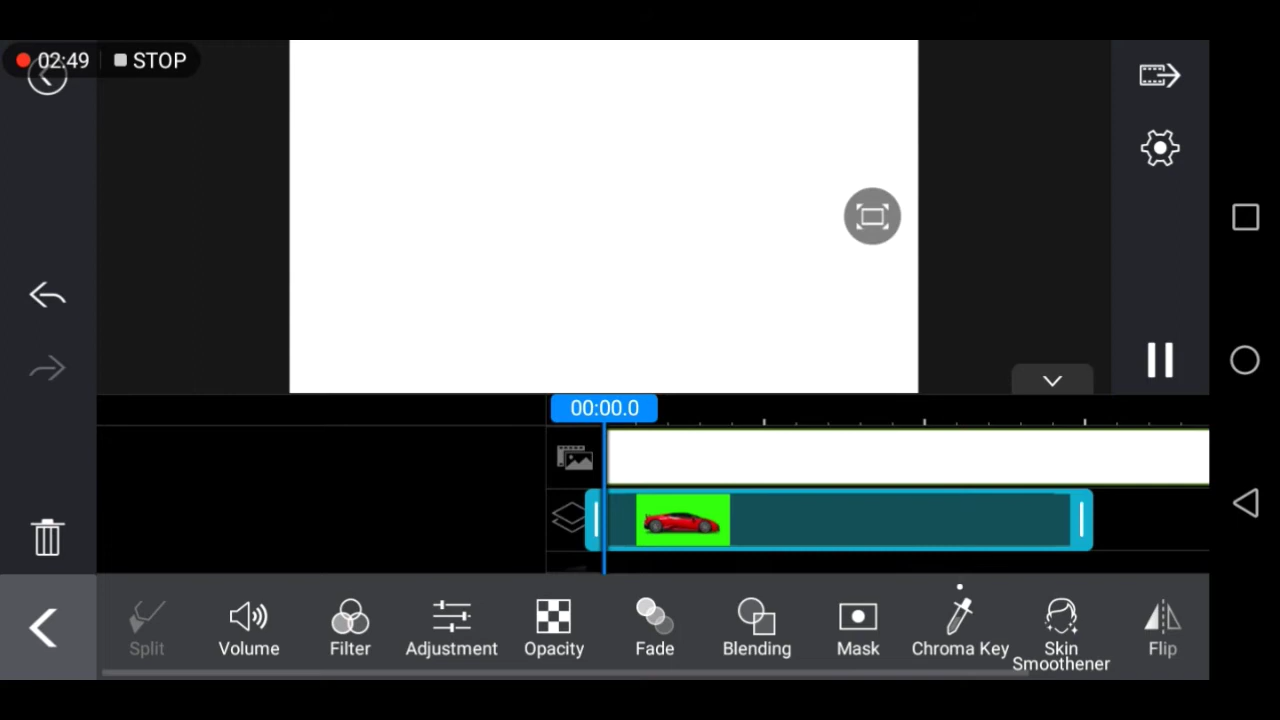 02:49 STOP
00:00.0
Split Volume Filter Adjustment Opacity Fade Blending Mask Chroma Key Skin Smoothener Flip